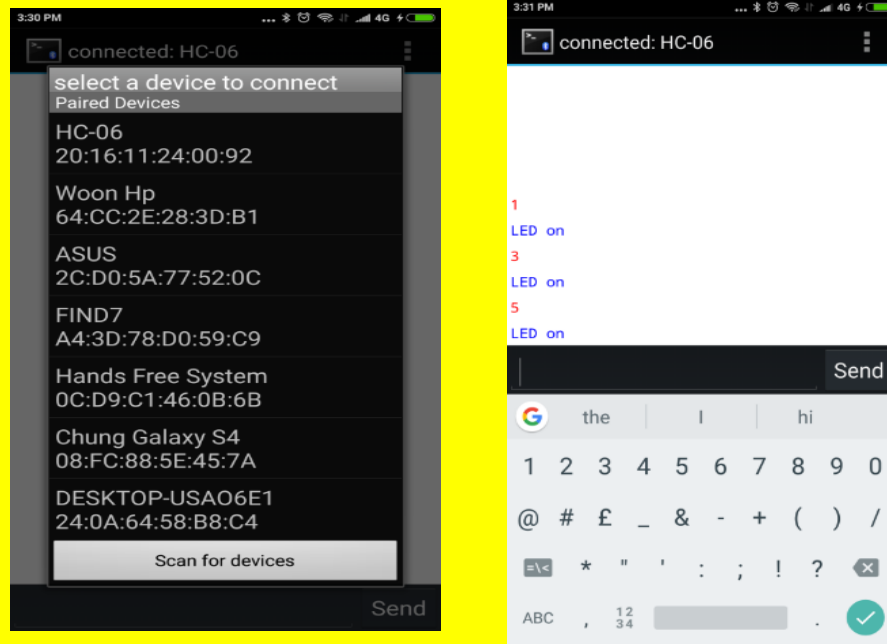 3:30 PM
... 4G
connected: HC-06
select a device to connect
Paired Devices
HC-06
20:16:11:24:00:92
Woon Hp
64:CC:2E:28:3D:B1
ASUS
2C:D0:5A:77:52:0C
FIND7
A4:3D:78:D0:59:C9
Hands Free System
0C:D9:C1:46:0B:6B
Chung Galaxy S4
08:FC:88:5E:45:7A
DESKTOP-USAO6E1
24:0A:64:58:B8:C4
Scan for devices
Send
3:31 PM
... 4G
connected: HC-06
1
LED on
3
LED on
5
LED on
Send
G the I hi
1 2 3 4 5 6 7 8 9 0
@ # £ _ & - + ( ) /
=\< * " ' : ; ! ?
ABC , 12 34 .